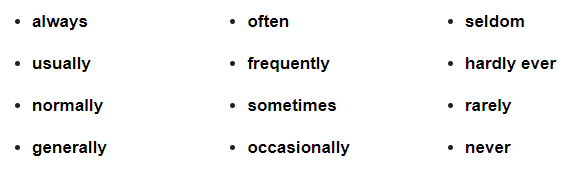 • always
• usually
• normally
• generally
• often
• frequently
• sometimes
• occasionally
• seldom
• hardly ever
• rarely
• never